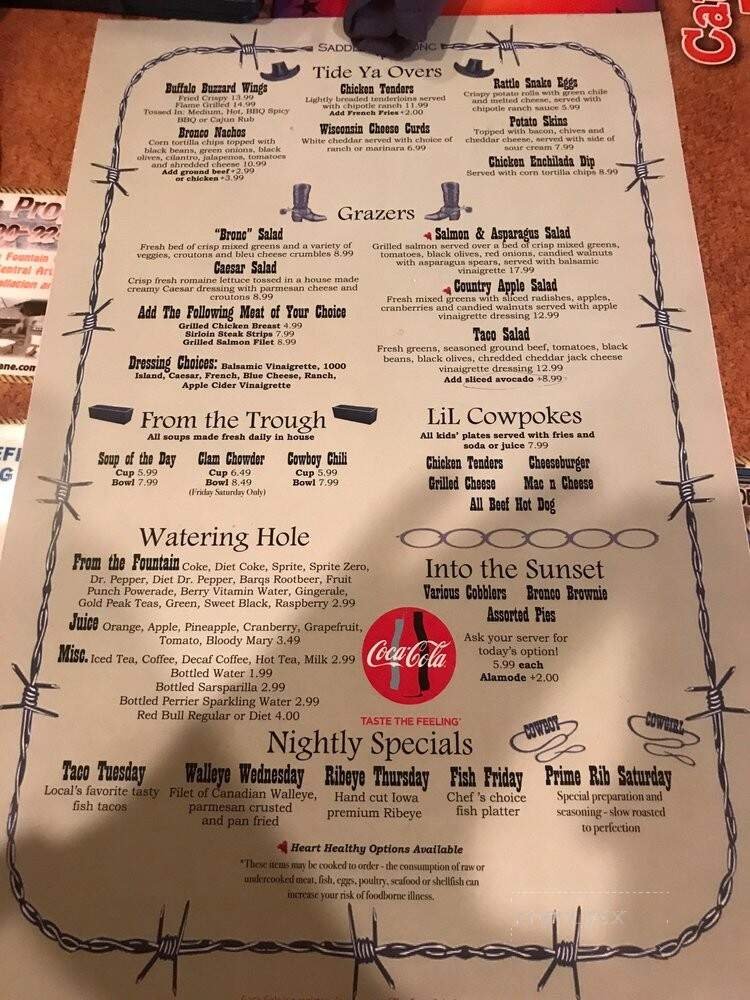 SADDLE
ONC
Tide Ya Overs
Buffalo Buzzard Wings
Fried Crispy 13.99
Flame Grilled 14.99
Tossed In: Medium, Hot, BBQ Spicy
BBQ or Cajun Rub
Bronco Nachos
Corn tortilla chips topped with
black beans, green onions, black
olives, cilantro, jalapenos, tomatoes
and shredded cheese 10.99
Add ground beef +2.99
or chicken +3.99
Chicken Tenders
Lightly breaded tenderloins served
with chipotle ranch 11.99
Add French Fries +2.00
Wisconsin Cheese Curds
White cheddar served with choice of
ranch or marinara 6.99
Rattle Snake Eggs
Crispy potato rolls with green chile
and melted cheese, served with
chipotle ranch sauce 5.99
Potato Skins
Topped with bacon, chives and
cheddar cheese, served with side of
sour cream 7.99
Chicken Enchilada Dip
Served with corn tortilla chips 8.99
Grazers
"Bronc" Salad
Fresh bed of crisp mixed greens and a variety of
veggies, croutons and bleu cheese crumbles 8.99
Caesar Salad
Crisp fresh romaine lettuce tossed in a house made
creamy Caesar dressing with parmesan cheese and
croutons 8.99
Add The Following Meat of Your Choice
Grilled Chicken Breast 4.99
Sirloin Steak Strips 7.99
Grilled Salmon Filet 8.99
Dressing Choices: Balsamic Vinaigrette, 1000
Island, Caesar, French, Blue Cheese, Ranch,
Apple Cider Vinaigrette
Salmon & Asparagus Salad
Grilled salmon served over a bed of crisp mixed greens,
tomatoes, black olives, red onions, candied walnuts
with asparagus spears, served with balsamic
vinaigrette 17.99
Country Apple Salad
Fresh mixed greens with sliced radishes, apples,
cranberries and candied walnuts served with apple
vinaigrette dressing 12.99
Taco Salad
Fresh greens, seasoned ground beef, tomatoes, black
beans, black olives, chredded cheddar jack cheese
vinaigrette dressing 12.99
Add sliced avocado +8.99
From the Trough
All soups made fresh daily in house
Soup of the Day
Cup 5.99
Bowl 7.99
Clam Chowder
Cup 6.49
Bowl 8.49
(Friday Saturday Only)
Cowboy Chili
Cup 5.99
Bowl 7.99
LiL Cowpokes
All kids' plates served with fries and
soda or juice 7.99
Chicken Tenders Cheeseburger
Grilled Cheese Mac n Cheese
All Beef Hot Dog
Watering Hole
From the Fountain Coke, Diet Coke, Sprite, Sprite Zero,
Dr. Pepper, Diet Dr. Pepper, Barqs Rootbeer, Fruit
Punch Powerade, Berry Vitamin Water, Gingerale,
Gold Peak Teas, Green, Sweet Black, Raspberry 2.99
Juice Orange, Apple, Pineapple, Cranberry, Grapefruit,
Tomato, Bloody Mary 3.49
Misc. Iced Tea, Coffee, Decaf Coffee, Hot Tea, Milk 2.99
Bottled Water 1.99
Bottled Sarsparilla 2.99
Bottled Perrier Sparkling Water 2.99
Red Bull Regular or Diet 4.00
Coca-Cola
TASTE THE FEELING
Into the Sunset
Various Cobblers Bronco Brownie
Assorted Pies
Ask your server for
today's option!
5.99 each
Alamode +2.00
Nightly Specials
COWBOY
COWGIRL
Taco Tuesday
Local's favorite tasty
fish tacos
Walleye Wednesday
Filet of Canadian Walleye,
parmesan crusted
and pan fried
Ribeye Thursday
Hand cut Iowa
premium Ribeye
Fish Friday
Chef 's choice
fish platter
Prime Rib Saturday
Special preparation and
seasoning - slow roasted
to perfection
Heart Healthy Options Available
*These items may be cooked to order - the consumption of raw or
undercooked meat, fish, eggs, poultry, seafood or shellfish can
increase your risk of foodborne illness.